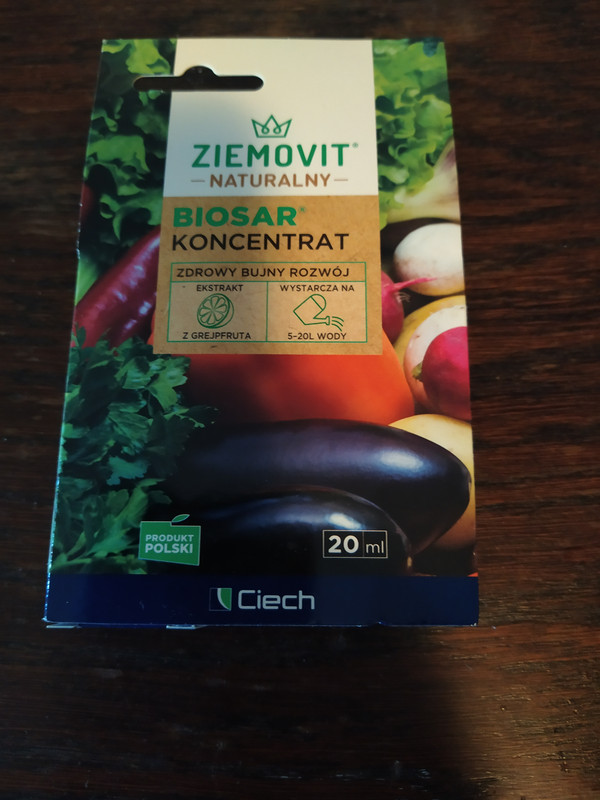 ZIEMOVIT®
NATURALNY
BIOSAR®
KONCENTRAT
ZDROWY BUJNY ROZWÓJ
EKSTRAKT
Z GREJPFRUTA
WYSTARCZA NA
5-20L WODY
PRODUKT
POLSKI
20 ml
Ciech